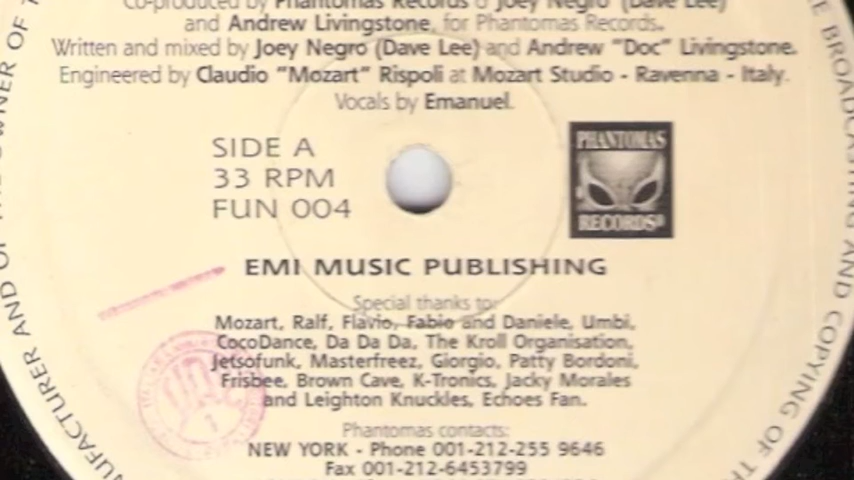 Co-produced by Phantomas Records & Joey Negro (Dave Lee)
and Andrew Livingstone, for Phantomas Records.
Written and mixed by Joey Negro (Dave Lee) and Andrew "Doc" Livingstone.
Engineered by Claudio "Mozart" Rispoli at Mozart Studio - Ravenna - Italy.
Vocals by Emanuel.
SIDE A
33 RPM
FUN 004
PHANTOMAS
RECORDS®
EMI MUSIC PUBLISHING
Special thanks to:
Mozart, Ralf, Flavio, Fabio and Daniele, Umbi,
CocoDance, Da Da Da, The Kroll Organisation,
Jetsofunk, Masterfreez, Giorgio, Patty Bordoni,
Frisbee, Brown Cave, K-Tronics, Jacky Morales
and Leighton Knuckles, Echoes Fan.
Phantomas contacts:
NEW YORK - Phone 001-212-255 9646
Fax 001-212-6453799
MANUFACTURER AND OF THE OWNER OF T
BROADCASTING AND COPYING OF TH